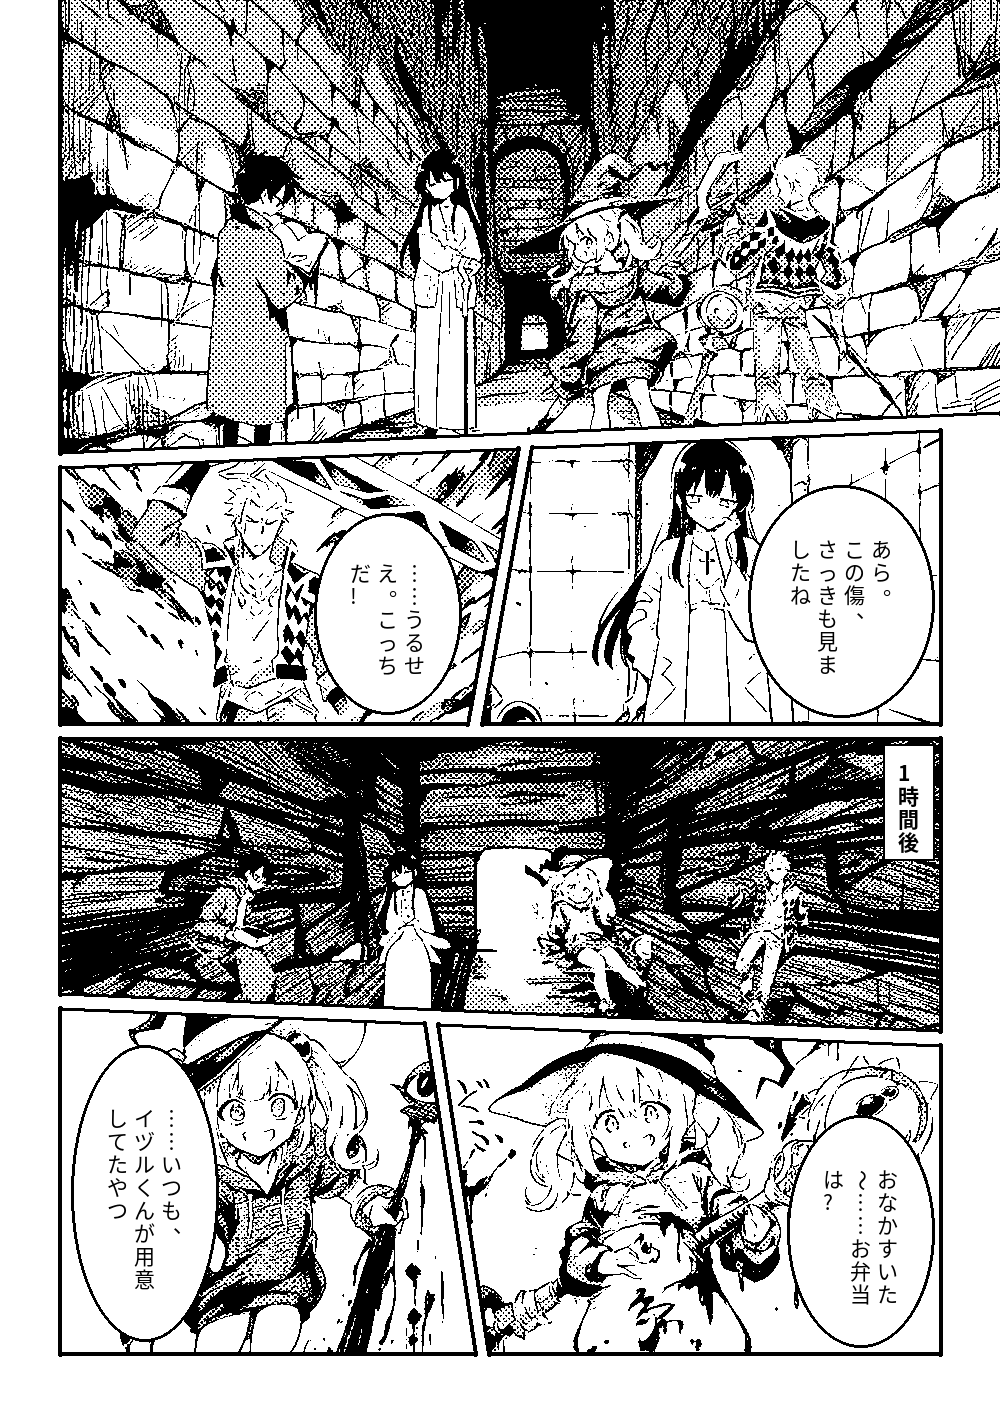 あら。
この傷、
さっきも見ま
したね
……うるせ
え。こっち
だ！
1時間後
おなかすいた
〜……お弁当
は？
……いつも、
イヅルくんが用意
してたやつ